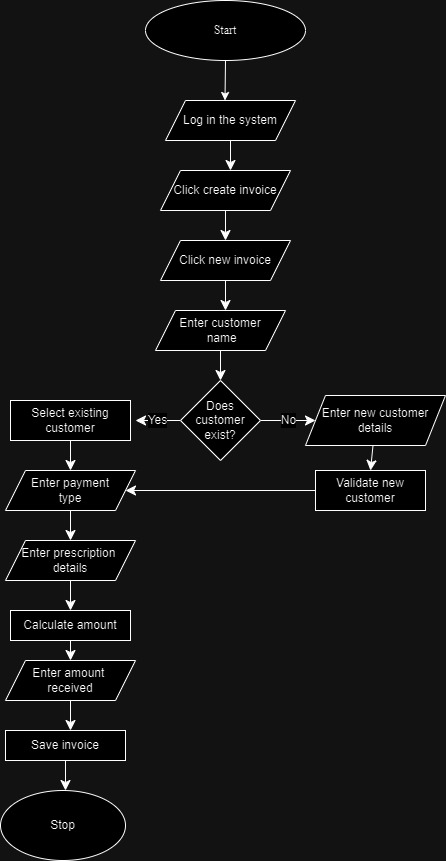 Start
Log in the system
Click create invoice
Click new invoice
Enter customer
name
Does
customer
exist?
Yes
No
Select existing
customer
Enter new customer
details
Enter payment
type
Validate new
customer
Enter prescription
details
Calculate amount
Enter amount
received
Save invoice
Stop